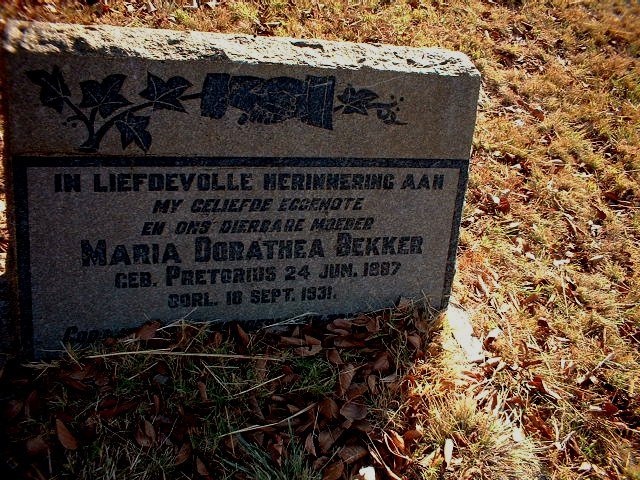 IN LIEFDEVOLLE HERINNERING AAN
MY GELIEFDE EGGENOTE
EN ONS DIERBARE MOEDER
MARIA DORATHEA BEKKER
GEB. PRETORIUS 24 JUN. 1887
OORL. 18 SEPT. 1931.